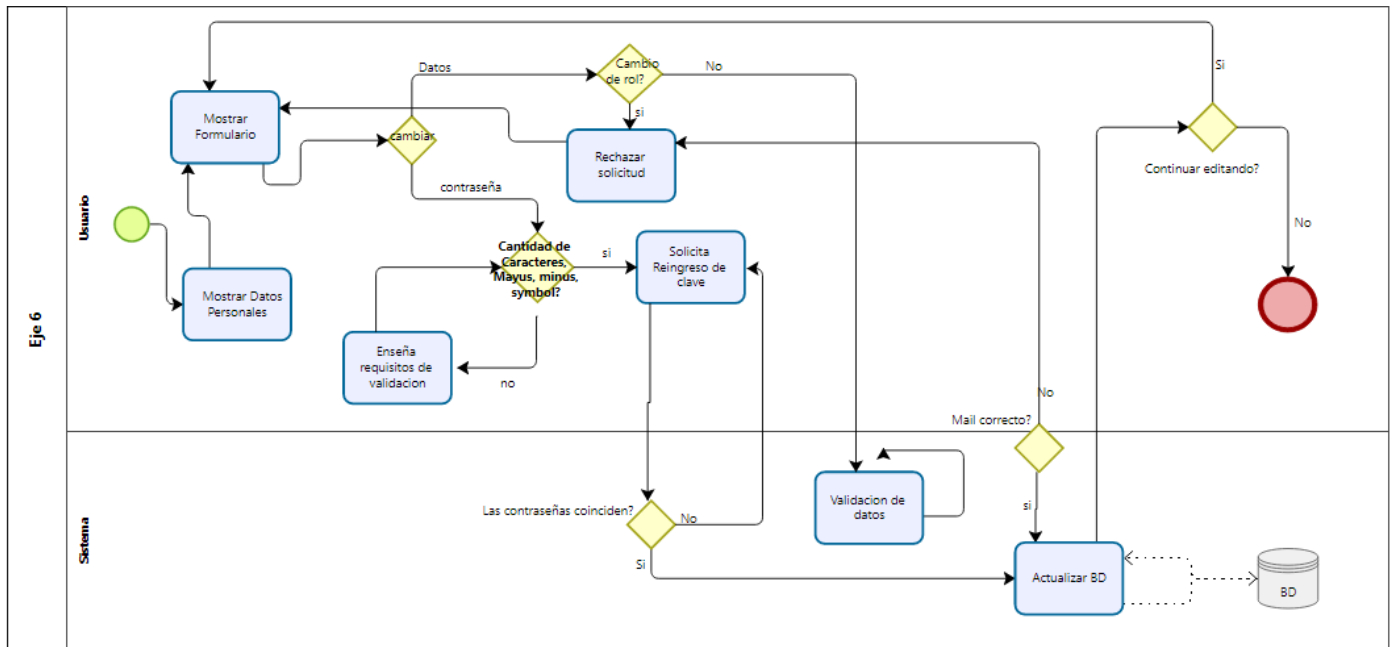 Eje 6
Usuario
Sistema
Si
Datos
Cambio
de rol?
No
Mostrar
Formulario
cambiar
si
Rechazar
solicitud
Continuar editando?
contraseña
No
Cantidad de
Caracteres,
Mayus, minus,
symbol?
si
Solicita
Reingreso de
clave
Mostrar Datos
Personales
Enseña
requisitos de
validacion
no
No
Mail correcto?
Las contraseñas coinciden?
No
Validacion de
datos
si
Si
Actualizar BD
BD